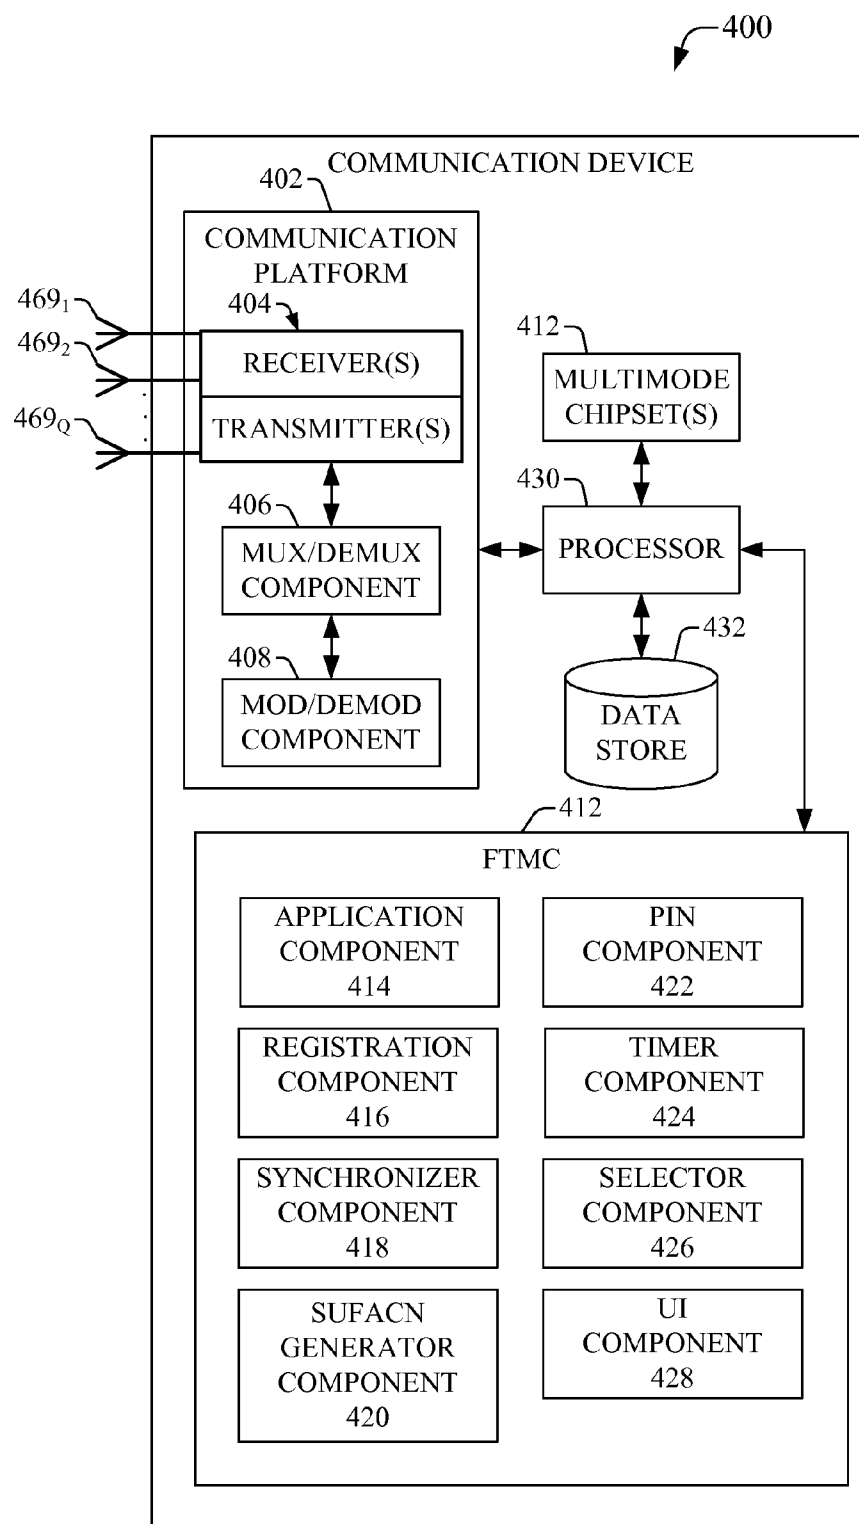 400
COMMUNICATION DEVICE
402
COMMUNICATION
PLATFORM
469₁
404
RECEIVER(S)
469₂
469Q
TRANSMITTER(S)
406
MUX/DEMUX
COMPONENT
408
MOD/DEMOD
COMPONENT
412
MULTIMODE
CHIPSET(S)
430
PROCESSOR
432
DATA
STORE
412
FTMC
APPLICATION
COMPONENT
414
PIN
COMPONENT
422
REGISTRATION
COMPONENT
416
TIMER
COMPONENT
424
SYNCHRONIZER
COMPONENT
418
SELECTOR
COMPONENT
426
SUFACN
GENERATOR
COMPONENT
420
UI
COMPONENT
428